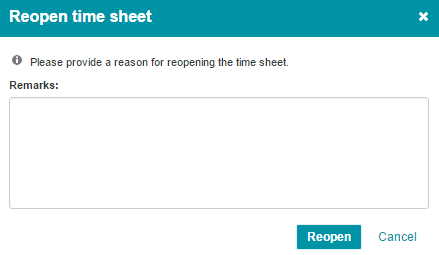 Reopen time sheet
Please provide a reason for reopening the time sheet.
Remarks:
Reopen Cancel